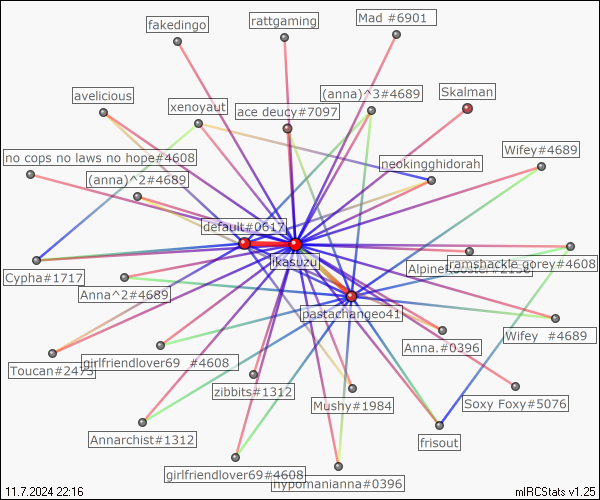 Mad #6901
fakedingo
rattgaming
Skalman
(anna)^3#4689
avelicious
xenoyaut
ace deucy#7097
Wifey#4689
no cops no laws no hope#4608
neokingghidorah
(anna)^2#4689
default#0617
likasuzu
ramshackle gorey#4608
Cypha#1717
Anna^2#4689
pastachangeo41
Wifey  #4689
Anna.#0396
girlfriendlover69  #4608
Toucan#2473
zibbits#1312
Mushy#1984
Soxy Foxy#5076
Annarchist#1312
frisout
girlfriendlover69#4608
hypomanianna#0396
11.7.2024 22:16
mIRCStats v1.25